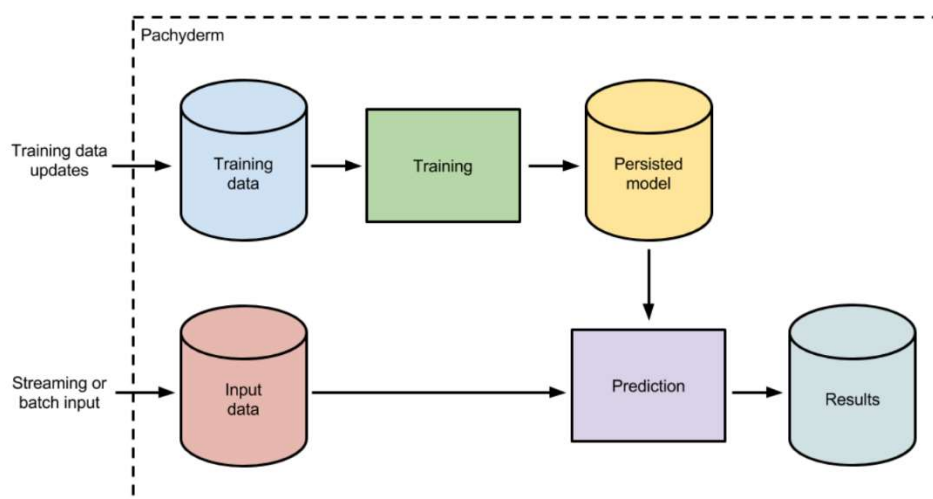 Pachyderm
Training data
updates
Training
data
Training
Persisted
model
Streaming or
batch input
Input
data
Prediction
Results